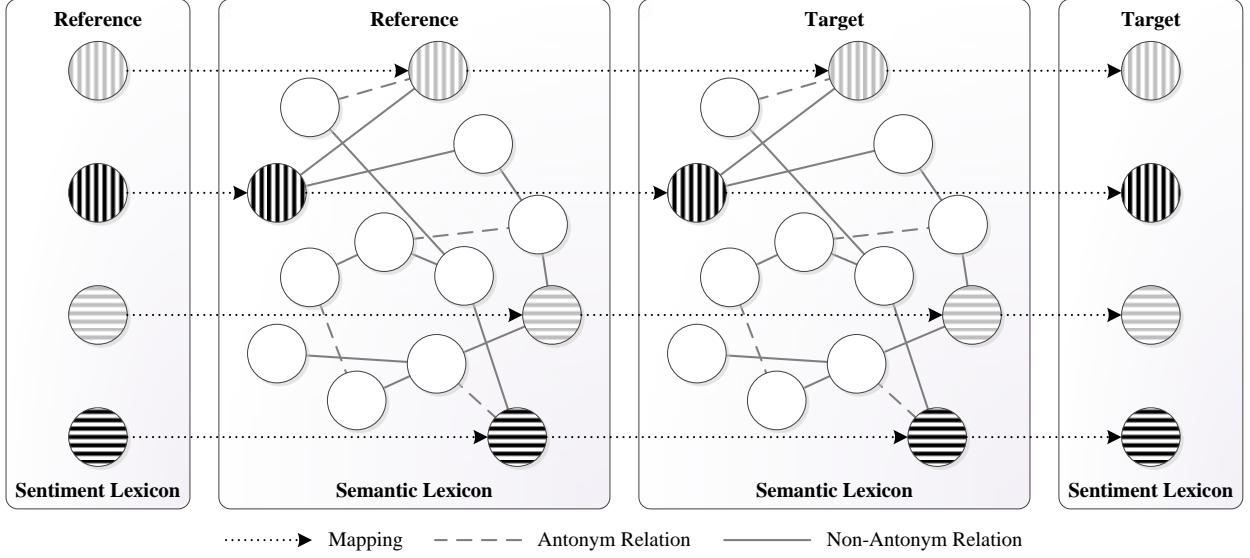 Reference
Reference
Target
Target
Sentiment Lexicon
Semantic Lexicon
Semantic Lexicon
Sentiment Lexicon
Mapping
Antonym Relation
Non-Antonym Relation